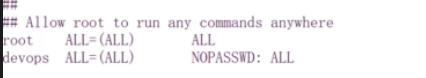 ##
## Allow root to run any commands anywhere
root    ALL=(ALL)       ALL
devops  ALL=(ALL)       NOPASSWD: ALL